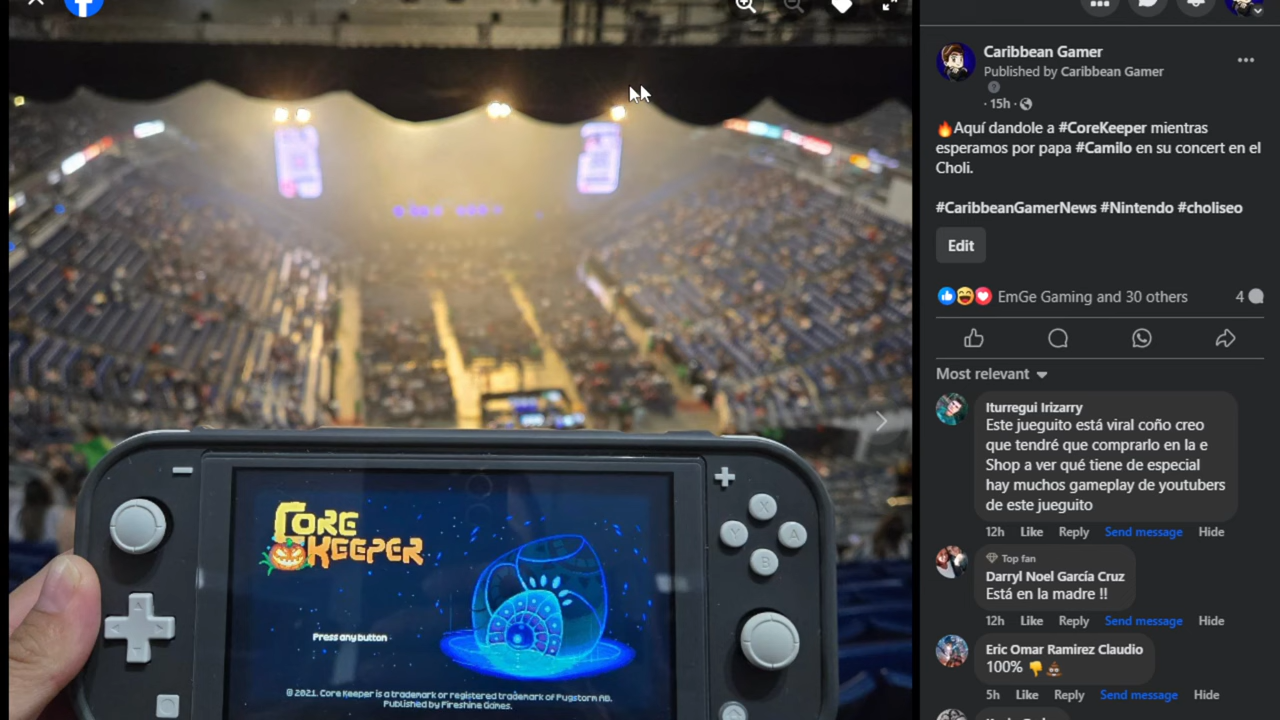 Caribbean Gamer
Published by Caribbean Gamer
· 15h ·
🔥Aquí dandole a #CoreKeeper mientras
esperamos por papa #Camilo en su concert en el
Choli.
#CaribbeanGamerNews #Nintendo #choliseo
Edit
EmGe Gaming and 30 others
4
Most relevant
Iturregui Irizarry
Este jueguito está viral coño creo
que tendré que comprarlo en la e
Shop a ver qué tiene de especial
hay muchos gameplay de youtubers
de este jueguito
12h Like Reply Send message Hide
Top fan
Darryl Noel García Cruz
Está en la madre !!
12h Like Reply Send message Hide
Eric Omar Ramirez Claudio
100% 👎💩
5h Like Reply Send message Hide
CORE
KEEPER
Press any button
© 2021. Core Keeper is a trademark or registered trademark of Pugstorm AB.
Published by Fireshine Games.
X
Y
A
B